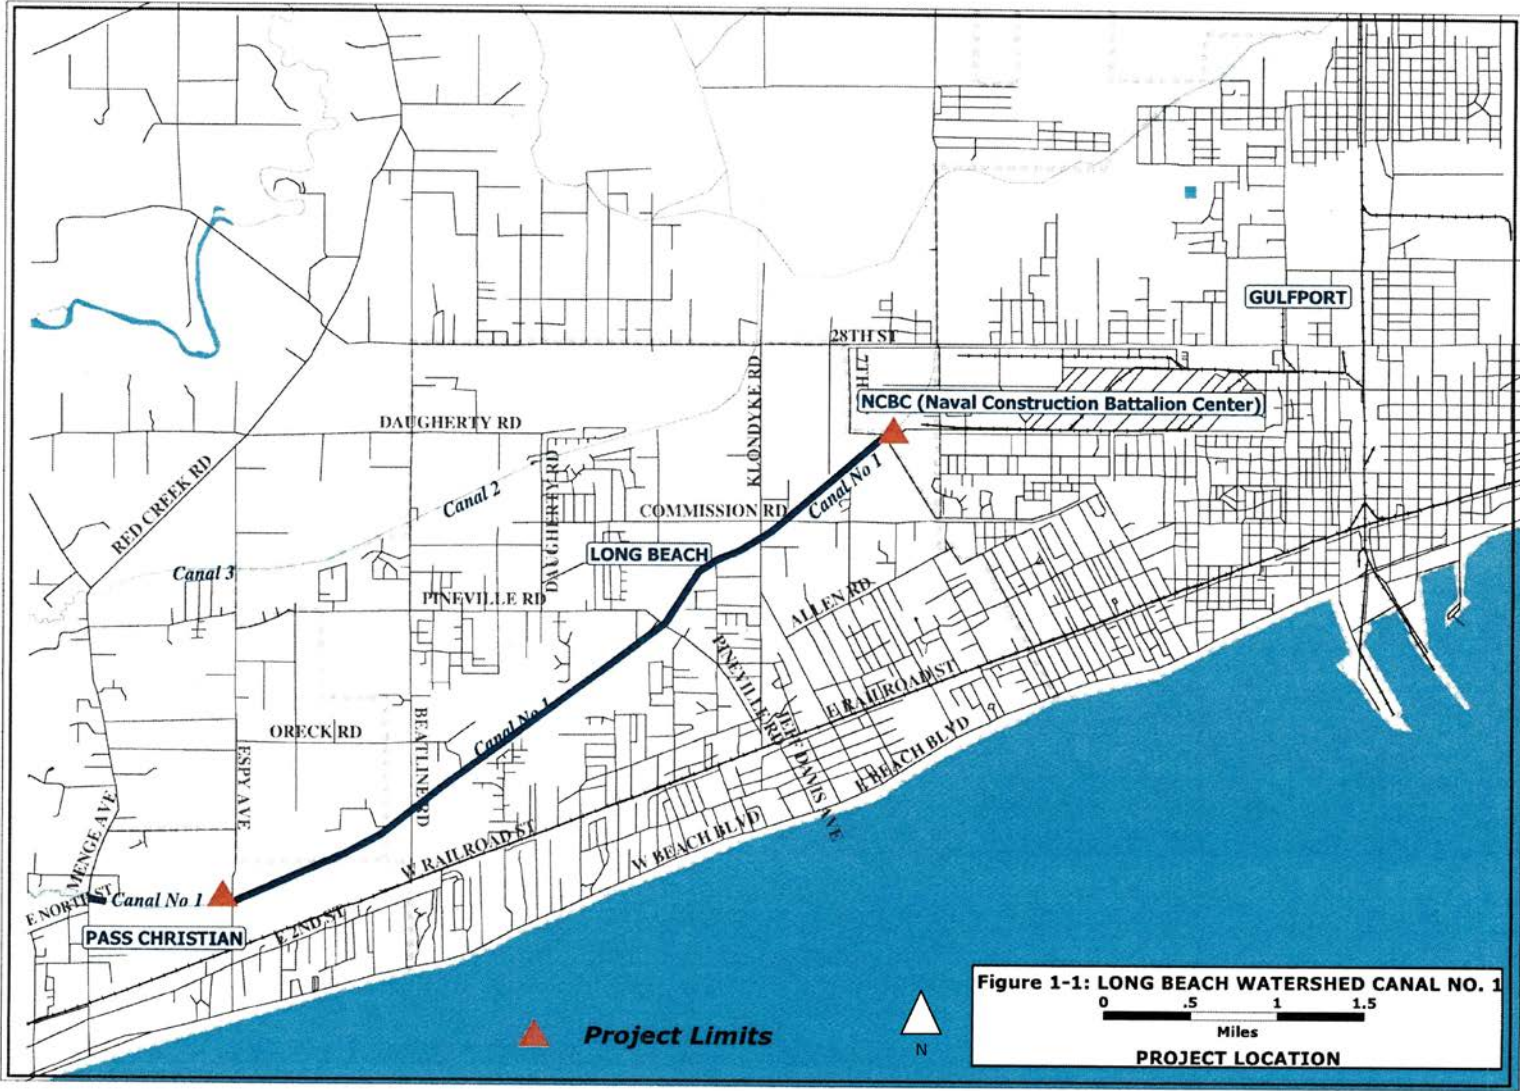 GULFPORT
28TH ST
7TH
NCBC (Naval Construction Battalion Center)
KLONDYKE RD
DAUGHERTY RD
RED CREEK RD
Canal 2
DAUGHERTY RD
COMMISSION RD
Canal No 1
LONG BEACH
Canal 3
PINEVILLE RD
ALLEN RD
PINEVILLE RD
E RAILROAD ST
JEFF DAVIS AVE
E BEACH BLVD
ORECK RD
Canal No 1
BEATLINE RD
ESPY AVE
MENGE AVE
W RAILROAD ST
W BEACH BLVD
E NORTH ST
Canal No 1
E 2ND ST
PASS CHRISTIAN
Project Limits
N
Figure 1-1: LONG BEACH WATERSHED CANAL NO. 1
0 .5 1 1.5
Miles
PROJECT LOCATION